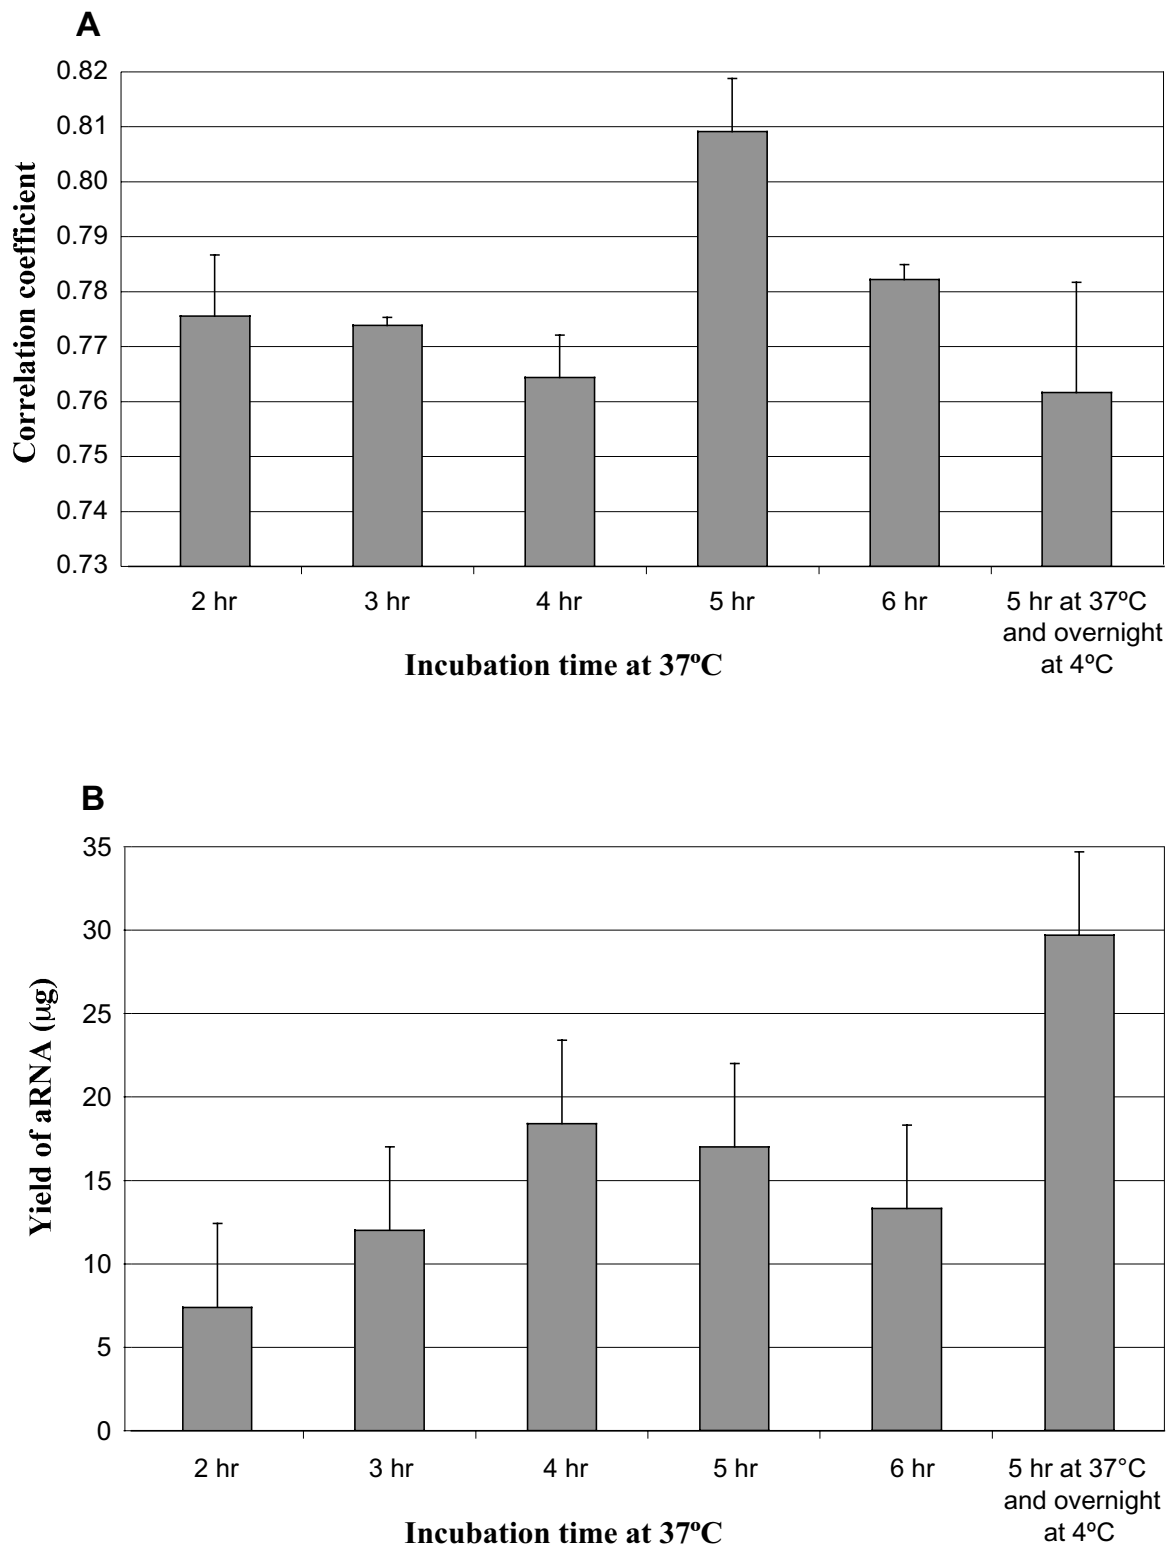 A
0.82
0.81
0.80
0.79
0.78
0.77
0.76
0.75
0.74
0.73
Correlation coefficient
2 hr 3 hr 4 hr 5 hr 6 hr 5 hr at 37ºC
and overnight
at 4ºC
Incubation time at 37ºC
B
35
30
25
20
15
10
5
0
Yield of aRNA (µg)
2 hr 3 hr 4 hr 5 hr 6 hr 5 hr at 37°C
and overnight
at 4ºC
Incubation time at 37ºC